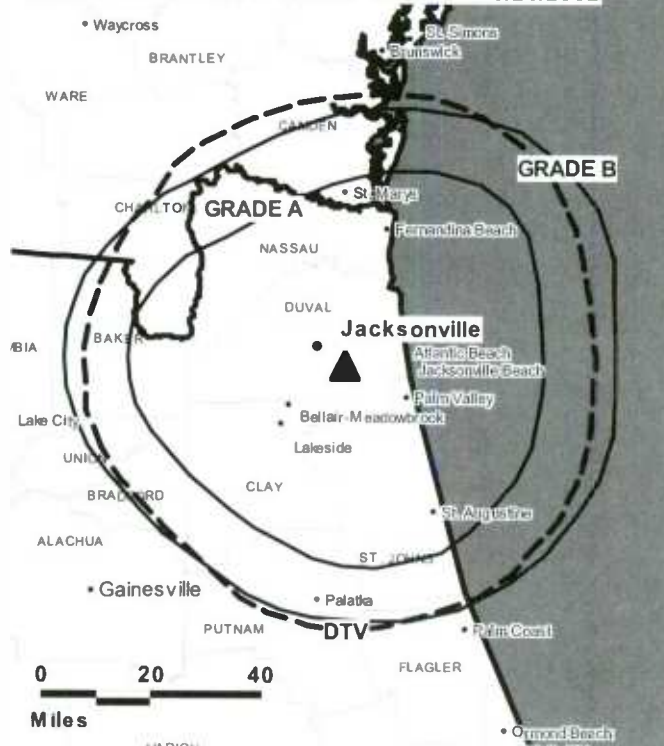 Waycross
St. Simons
Brunswick
BRANTLEY
WARE
CAMDEN
GRADE B
St. Marys
CHARLTON
GRADE A
Fernandina Beach
NASSAU
DUVAL
Jacksonville
BAKER
Atlantic Beach
Jacksonville Beach
Palm Valley
Lake City
Bellair-Meadowbrook
Lakeside
UNION
CLAY
BRADFORD
St. Augustine
ALACHUA
ST JOHNS
Gainesville
Palatka
PUTNAM
DTV
Palm Coast
FLAGLER
0 20 40
Miles
Ormond Beach